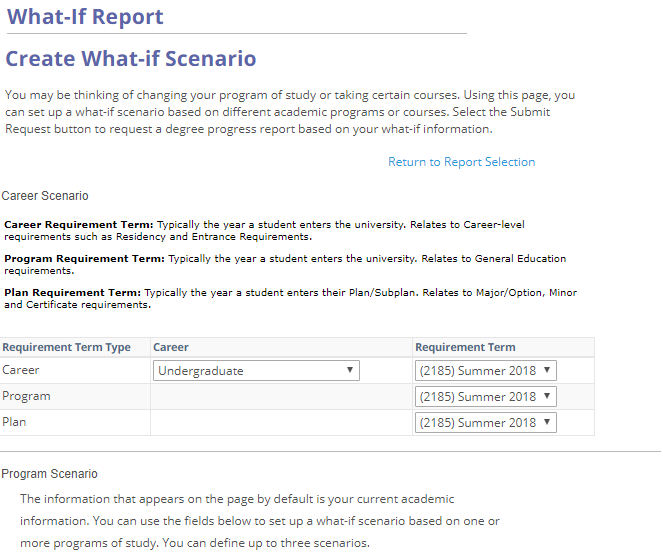 What-If Report
Create What-if Scenario
You may be thinking of changing your program of study or taking certain courses. Using this page, you
can set up a what-if scenario based on different academic programs or courses. Select the Submit
Request button to request a degree progress report based on your what-if information.
Return to Report Selection
Career Scenario
Career Requirement Term: Typically the year a student enters the university. Relates to Career-level
requirements such as Residency and Entrance Requirements.
Program Requirement Term: Typically the year a student enters the university. Relates to General Education
requirements.
Plan Requirement Term: Typically the year a student enters their Plan/Subplan. Relates to Major/Option, Minor
and Certificate requirements.
Requirement Term Type Career Requirement Term
Career Undergraduate (2185) Summer 2018
Program (2185) Summer 2018
Plan (2185) Summer 2018
Program Scenario
The information that appears on the page by default is your current academic
information. You can use the fields below to set up a what-if scenario based on one or
more programs of study. You can define up to three scenarios.